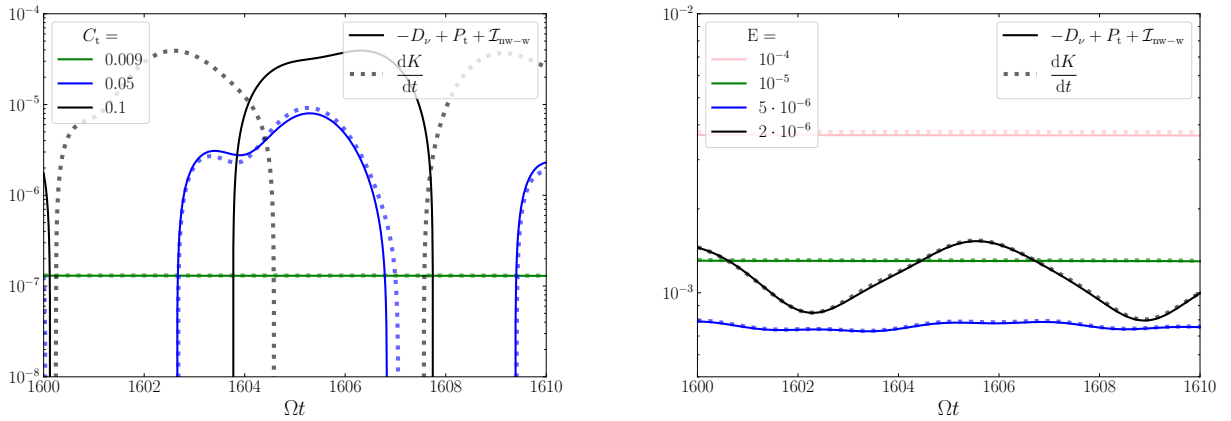 10⁻⁴
10⁻⁵
10⁻⁶
10⁻⁷
10⁻⁸
C_t =
0.009
0.05
0.1
−D_ν + P_t + ℐ_nw−w
dK
dt
1600 1602 1604 1606 1608 1610
Ωt
10⁻²
10⁻³
E =
10⁻⁴
10⁻⁵
5 · 10⁻⁶
2 · 10⁻⁶
−D_ν + P_t + ℐ_nw−w
dK
dt
1600 1602 1604 1606 1608 1610
Ωt